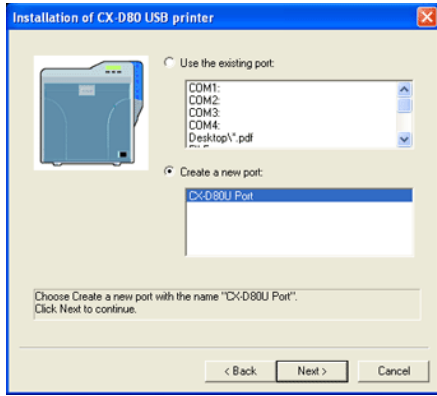 Installation of CX-D80 USB printer
Use the existing port:
COM1:
COM2:
COM3:
COM4:
Desktop\*.pdf
Create a new port:
CX-D80U Port
Choose Create a new port with the name "CX-D80U Port".
Click Next to continue.
< Back
Next >
Cancel